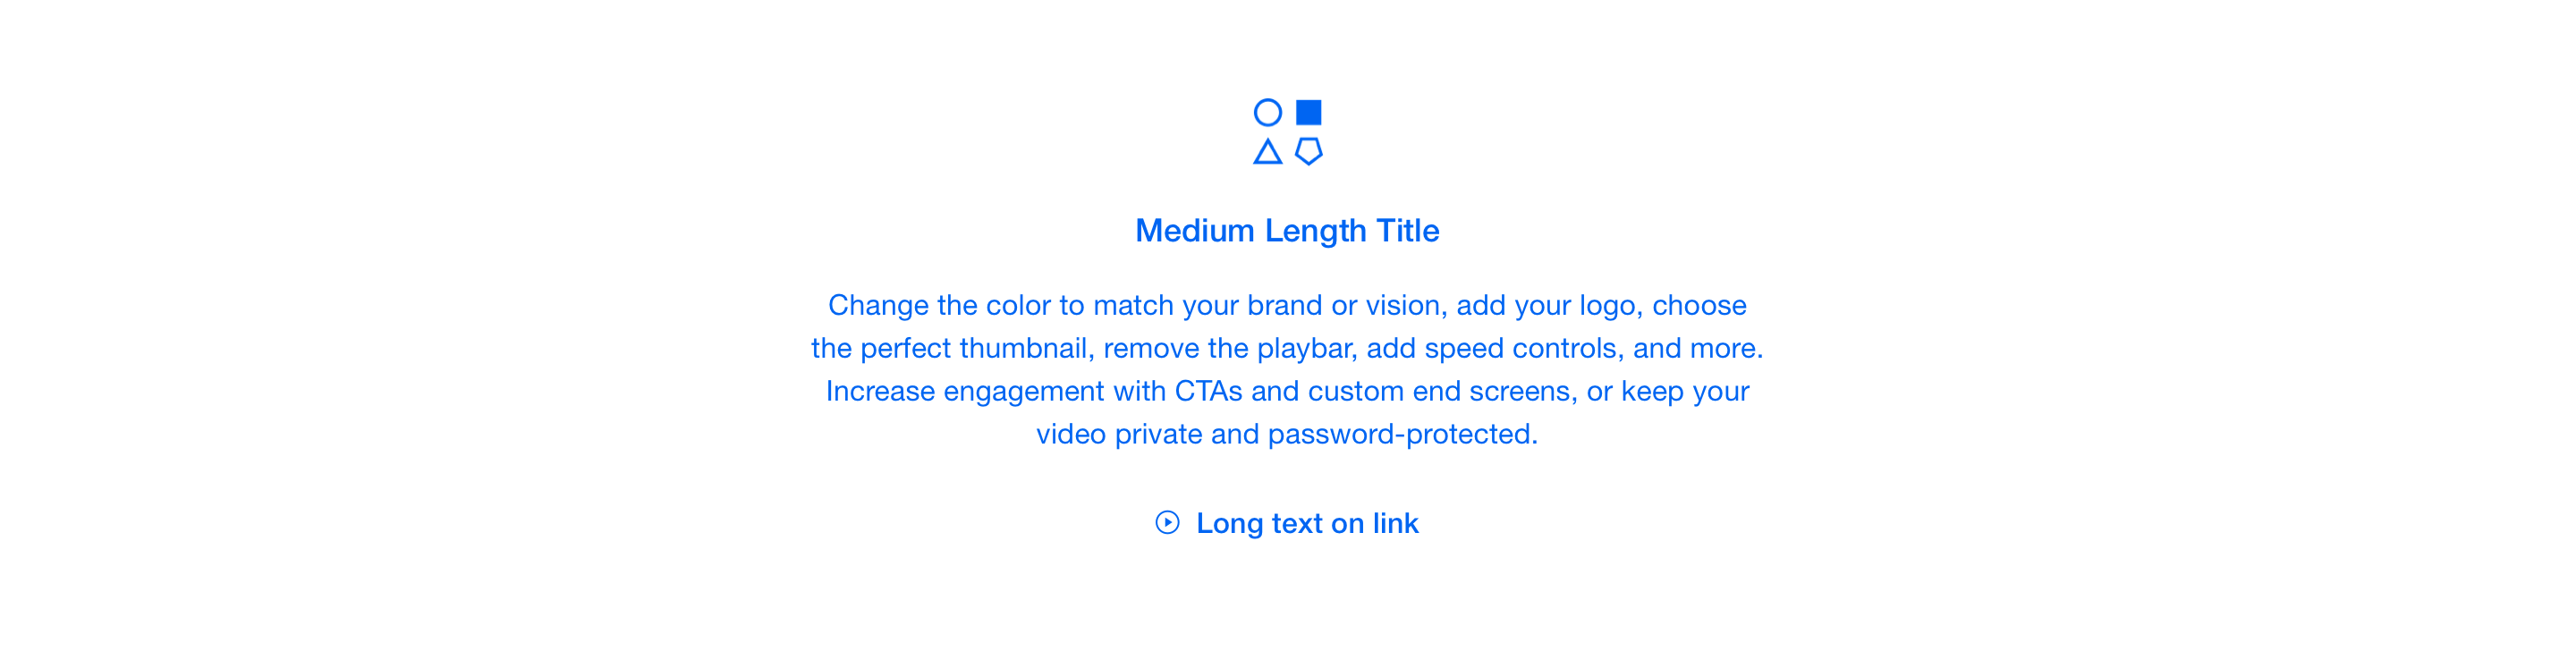 Medium Length Title
Change the color to match your brand or vision, add your logo, choose
the perfect thumbnail, remove the playbar, add speed controls, and more.
Increase engagement with CTAs and custom end screens, or keep your
video private and password-protected.
Long text on link